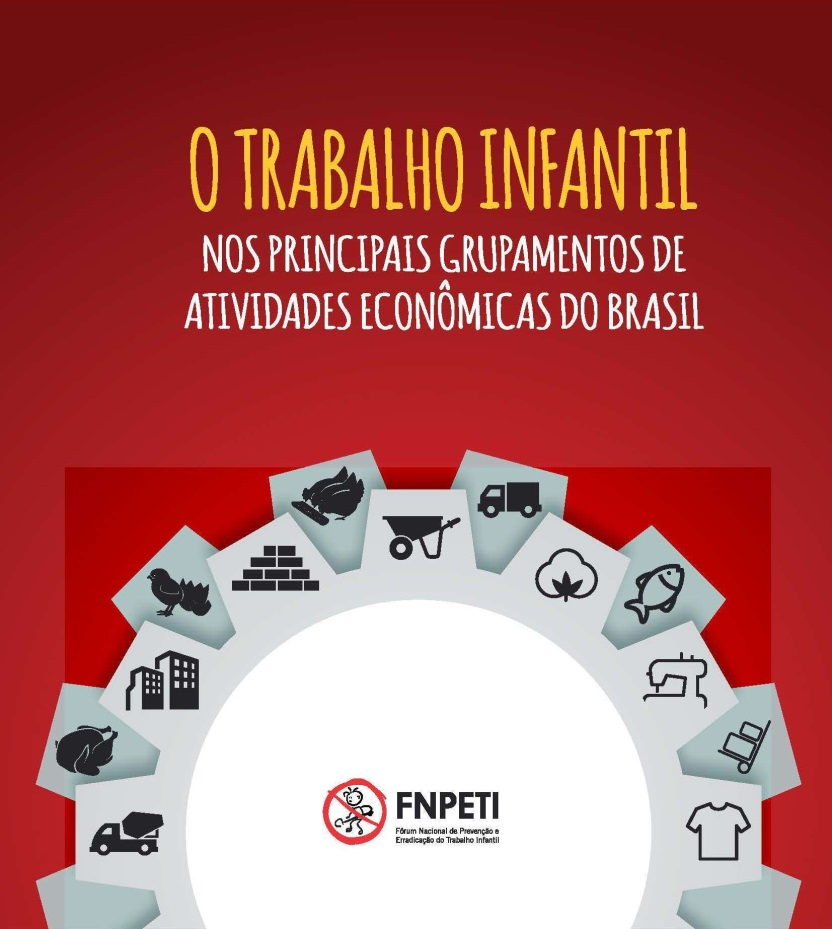 O TRABALHO INFANTIL
NOS PRINCIPAIS GRUPAMENTOS DE
ATIVIDADES ECONÔMICAS DO BRASIL
FNPETI
Fórum Nacional de Prevenção e
Erradicação do Trabalho Infantil